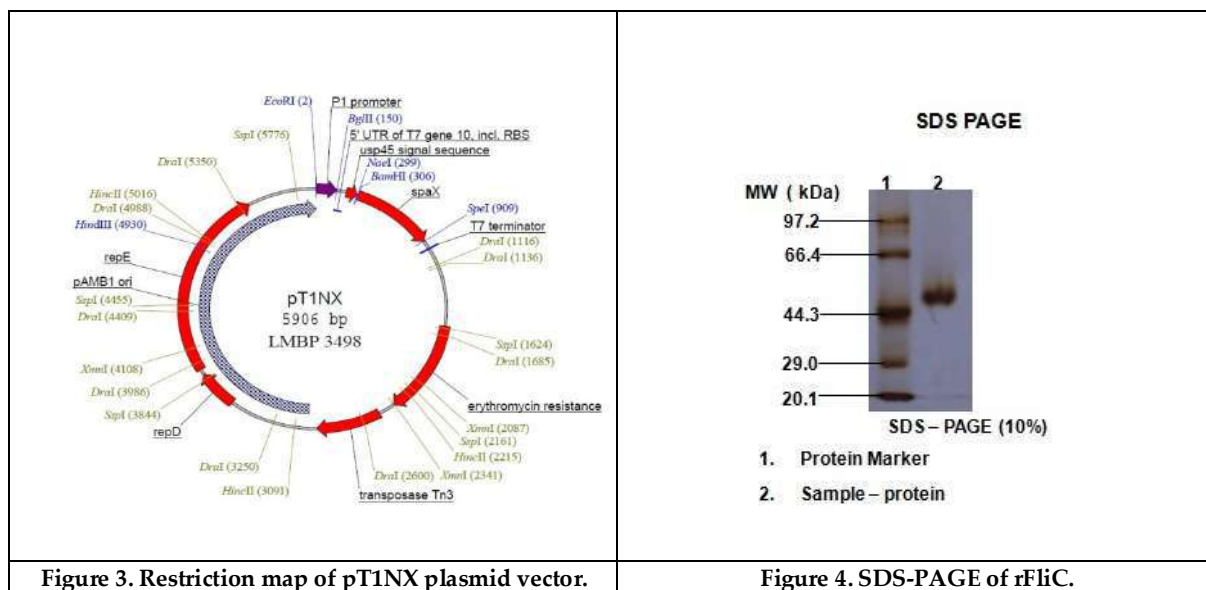 EcoRI (2)
P1 promoter
BglII (150)
5' UTR of T7 gene 10, incl. RBS
usp45 signal sequence
NaeI (299)
BamHI (306)
spaX
SpeI (909)
T7 terminator
DraI (1116)
DraI (1136)
SspI (1624)
DraI (1685)
erythromycin resistance
XmnI (2087)
SspI (2161)
HincII (2215)
XmnI (2341)
DraI (2600)
transposase Tn3
HincII (3091)
DraI (3250)
repD
SspI (3844)
DraI (3986)
XmnI (4108)
DraI (4409)
SspI (4455)
pAMB1 ori
repE
HindIII (4930)
DraI (4988)
HincII (5016)
DraI (5350)
SspI (5776)
pT1NX
5906 bp
LMBP 3498
Figure 3. Restriction map of pT1NX plasmid vector.
SDS PAGE
1 2
MW ( kDa)
97.2
66.4
44.3
29.0
20.1
SDS – PAGE (10%)
1. Protein Marker
2. Sample – protein
Figure 4. SDS-PAGE of rFliC.